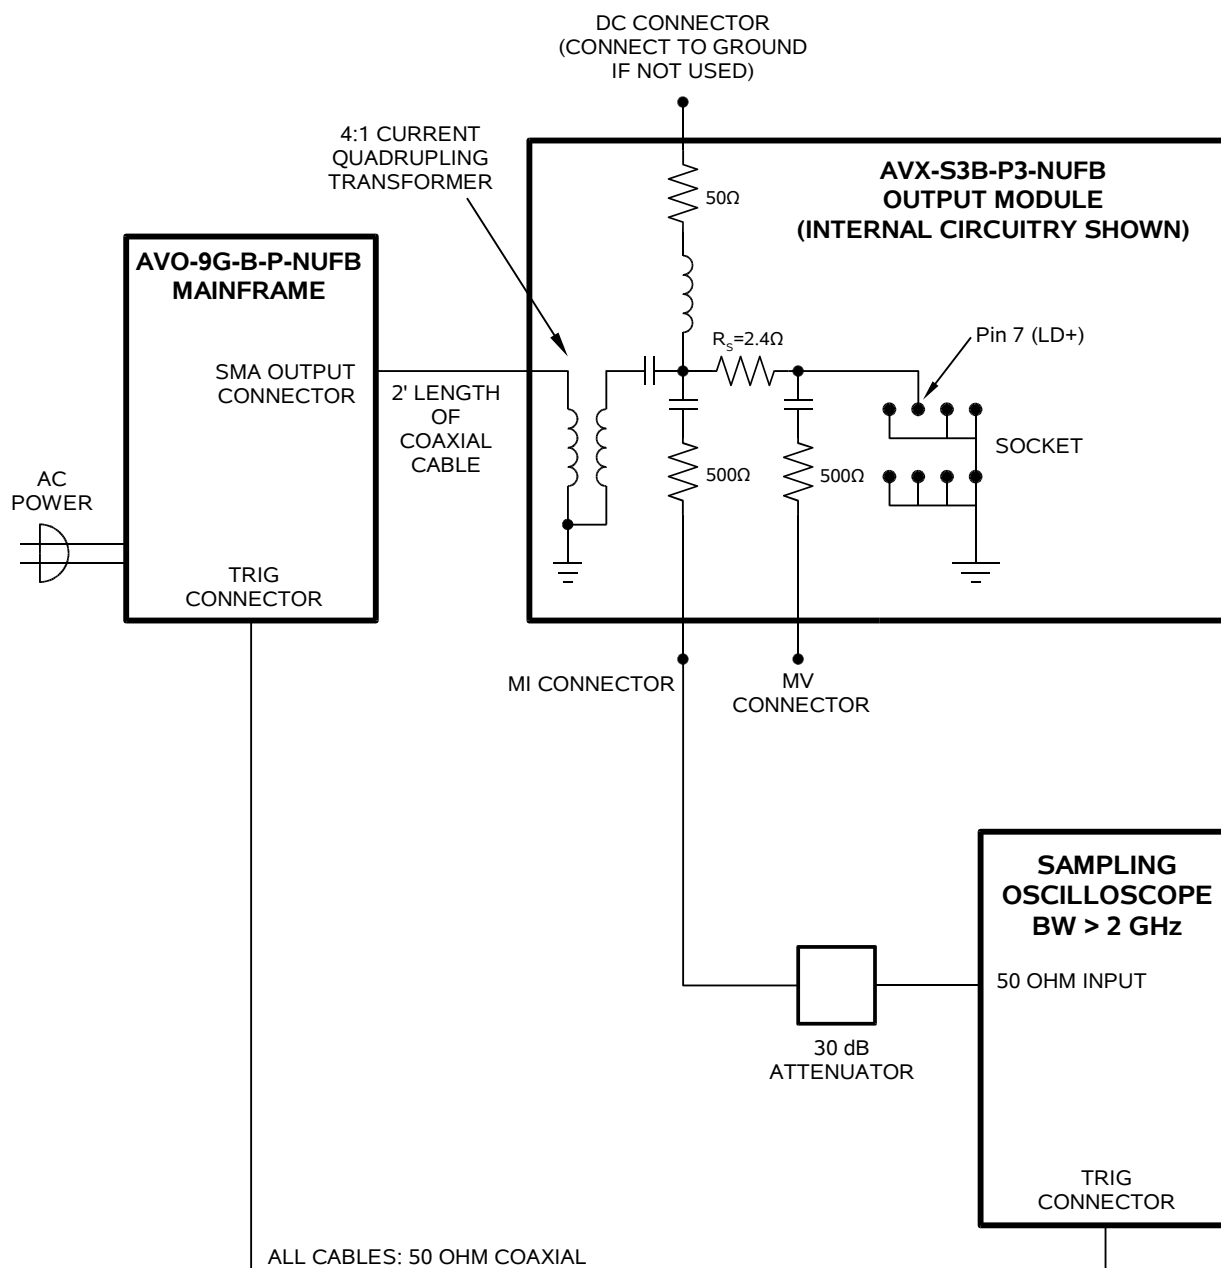 DC CONNECTOR
(CONNECT TO GROUND
IF NOT USED)
4:1 CURRENT
QUADRUPLING
TRANSFORMER
AVX-S3B-P3-NUFB
OUTPUT MODULE
(INTERNAL CIRCUITRY SHOWN)
50Ω
AVO-9G-B-P-NUFB
MAINFRAME
RS=2.4Ω
Pin 7 (LD+)
SMA OUTPUT
CONNECTOR
2' LENGTH
OF
COAXIAL
CABLE
SOCKET
500Ω
500Ω
AC
POWER
TRIG
CONNECTOR
MI CONNECTOR
MV
CONNECTOR
SAMPLING
OSCILLOSCOPE
BW > 2 GHz
50 OHM INPUT
30 dB
ATTENUATOR
TRIG
CONNECTOR
ALL CABLES: 50 OHM COAXIAL